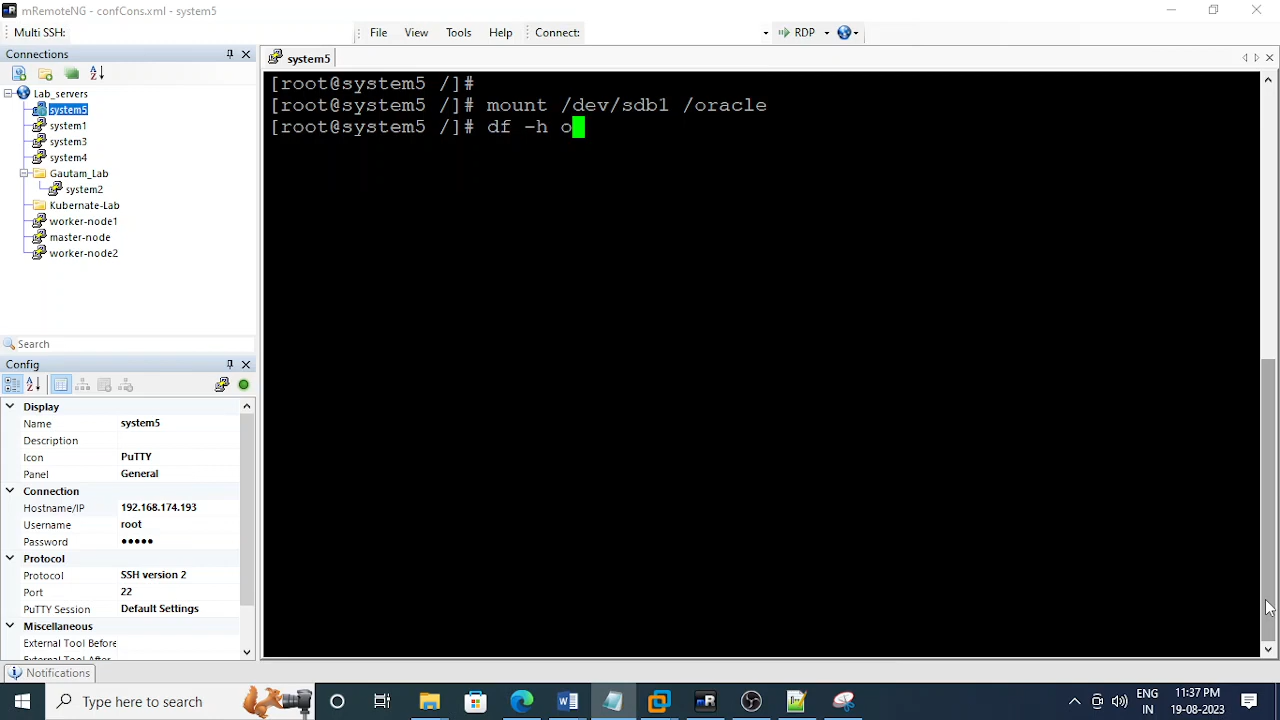 mRemoteNG - confCons.xml - system5
Multi SSH:
File View Tools Help Connect: RDP
Connections
system5
Lab_servers
system5
system1
system3
system4
Gautam_Lab
system2
Kubernate-Lab
worker-node1
master-node
worker-node2
Search
Config
Display
Name system5
Description
Icon PuTTY
Panel General
Connection
Hostname/IP 192.168.174.193
Username root
Password ●●●●●
Protocol
Protocol SSH version 2
Port 22
PuTTY Session Default Settings
Miscellaneous
External Tool Before
External Tool After
Notifications
[root@system5 /]#
[root@system5 /]# mount /dev/sdb1 /oracle
[root@system5 /]# df -h o
Type here to search
ENG
IN
11:37 PM
19-08-2023